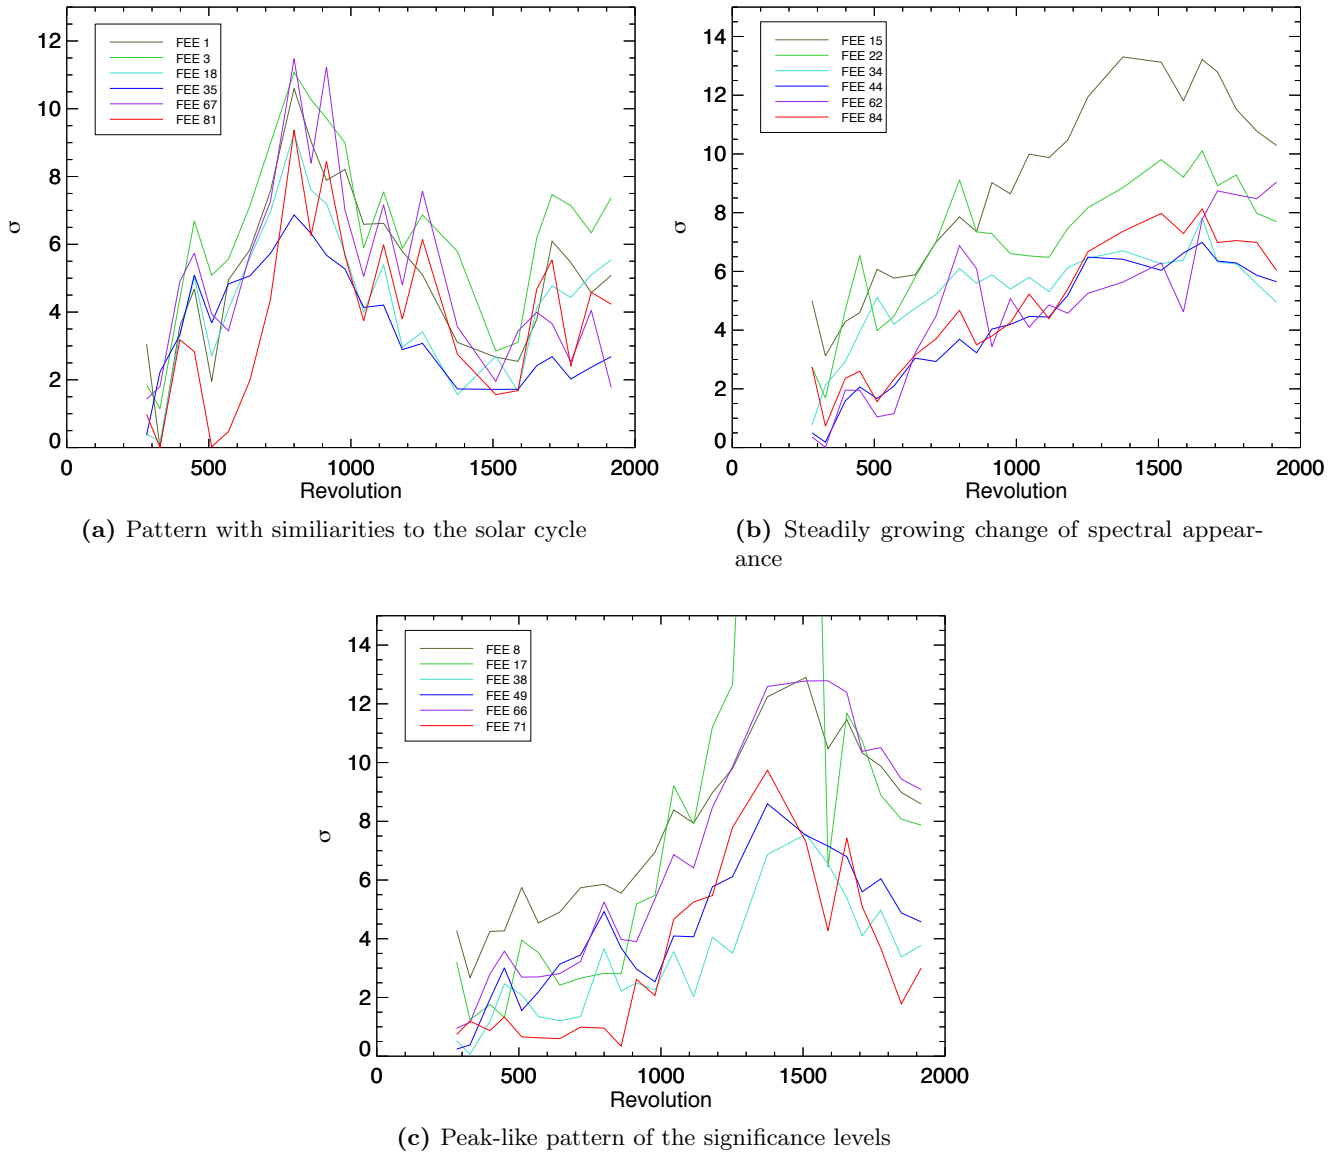 12
10
8
6
4
2
0
σ
FEE 1
FEE 3
FEE 18
FEE 35
FEE 67
FEE 81
0 500 1000 1500 2000
Revolution
(a) Pattern with similiarities to the solar cycle
14
12
10
8
6
4
2
0
σ
FEE 15
FEE 22
FEE 34
FEE 44
FEE 62
FEE 84
0 500 1000 1500 2000
Revolution
(b) Steadily growing change of spectral appear-
ance
14
12
10
8
6
4
2
0
σ
FEE 8
FEE 17
FEE 38
FEE 49
FEE 66
FEE 71
0 500 1000 1500 2000
Revolution
(c) Peak-like pattern of the significance levels